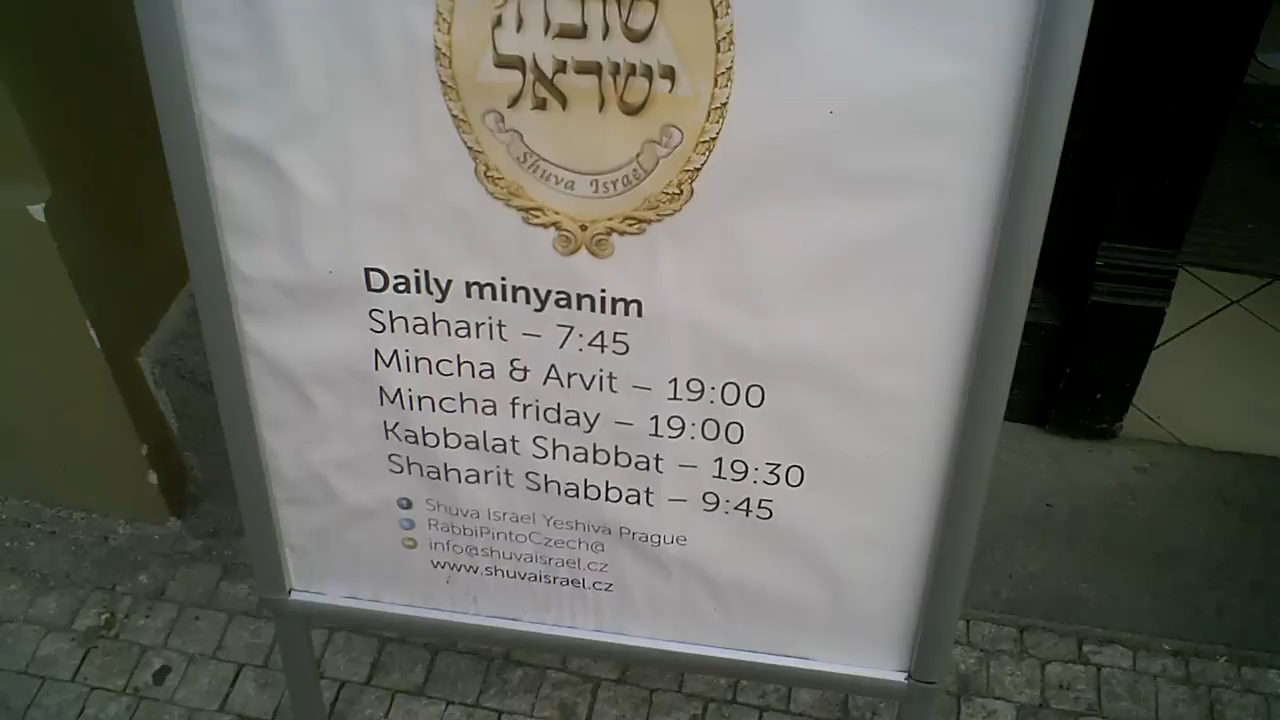 שובה
ישראל
Shuva Israel
Daily minyanim
Shaharit – 7:45
Mincha & Arvit – 19:00
Mincha friday – 19:00
Kabbalat Shabbat – 19:30
Shaharit Shabbat – 9:45
Shuva Israel Yeshiva Prague
RabbiPintoCzech@
info@shuvaisrael.cz
www.shuvaisrael.cz